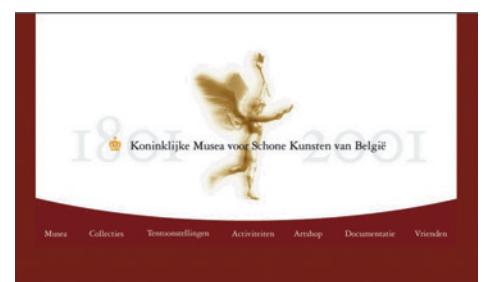 1801 2001
Koninklijke Musea voor Schone Kunsten van België
Musea Collecties Tentoonstellingen Activiteiten Artshop Documentatie Vrienden